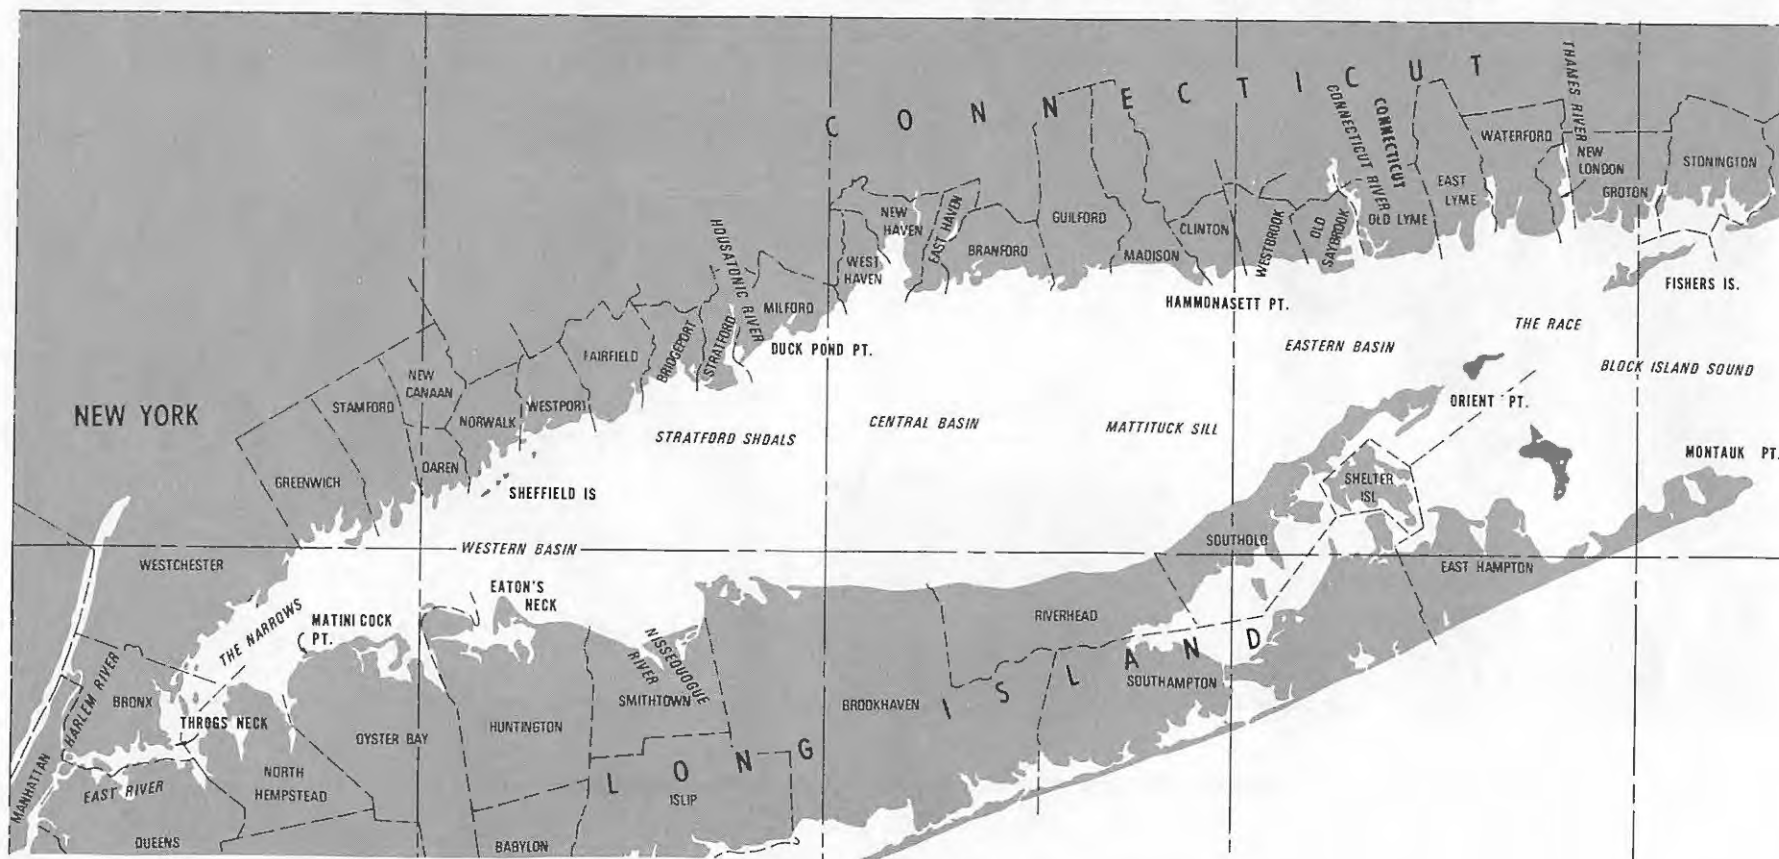 CONNECTICUT
THAMES RIVER
CONNECTICUT
CONNECTICUT RIVER
WATERFORD
NEW
LONDON
STONINGTON
GROTON
EAST
LYME
OLD LYME
OLD
SAYBROOK
WESTBROOK
CLINTON
MADISON
GUILFORD
BRANFORD
EAST HAVEN
NEW
HAVEN
WEST
HAVEN
HOUSATONIC RIVER
MILFORD
STRATFORD
BRIDGEPORT
FAIRFIELD
WESTPORT
NORWALK
NEW
CANAAN
DAREN
STAMFORD
GREENWICH
NEW YORK
DUCK POND PT.
HAMMONASETT PT.
FISHERS IS.
THE RACE
EASTERN BASIN
BLOCK ISLAND SOUND
ORIENT PT.
MONTAUK PT.
MATTITUCK SILL
CENTRAL BASIN
STRATFORD SHOALS
SHEFFIELD IS
WESTERN BASIN
SHELTER
ISL
SOUTHOLD
EAST HAMPTON
RIVERHEAD
SOUTHAMPTON
BROOKHAVEN
EATON'S
NECK
NISSEQUOGUE
RIVER
SMITHTOWN
HUNTINGTON
OYSTER BAY
MATINICOCK
PT.
THE NARROWS
WESTCHESTER
BRONX
HARLEM RIVER
THROGS NECK
MANHATTAN
EAST RIVER
NORTH
HEMPSTEAD
QUEENS
BABYLON
ISLIP
LONG ISLAND